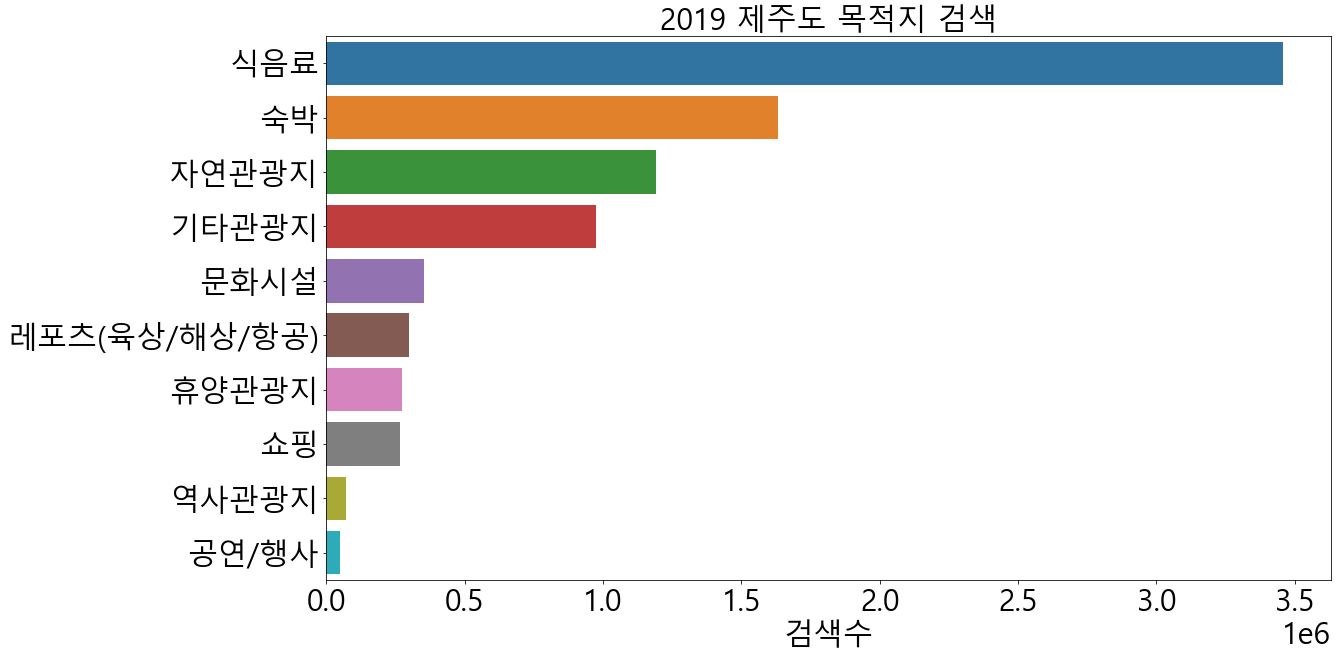 2019 제주도 목적지 검색
식음료
숙박
자연관광지
기타관광지
문화시설
레포츠(육상/해상/항공)
휴양관광지
쇼핑
역사관광지
공연/행사
0.0 0.5 1.0 1.5 2.0 2.5 3.0 3.5
검색수
1e6